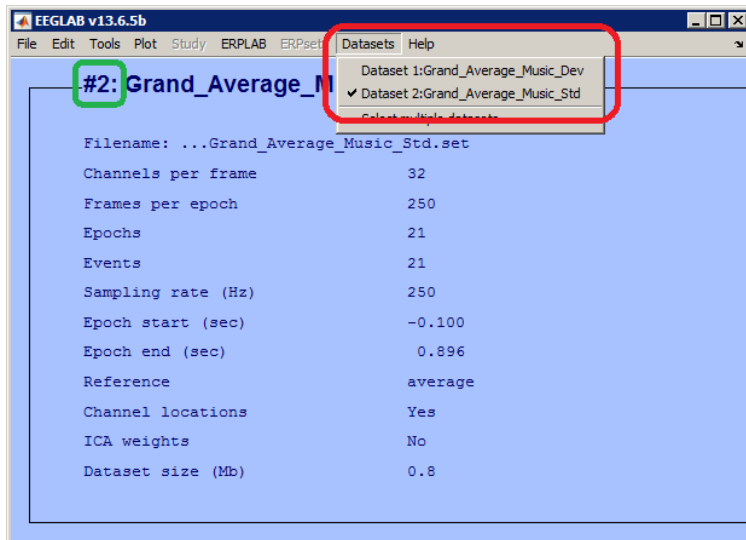 EEGLAB v13.6.5b
File Edit Tools Plot Study ERPLAB ERPset Datasets Help
Dataset 1:Grand_Average_Music_Dev
Dataset 2:Grand_Average_Music_Std
Select multiple datasets
#2: Grand_Average_M
Filename: ...Grand_Average_Music_Std.set
Channels per frame 32
Frames per epoch 250
Epochs 21
Events 21
Sampling rate (Hz) 250
Epoch start (sec) -0.100
Epoch end (sec) 0.896
Reference average
Channel locations Yes
ICA weights No
Dataset size (Mb) 0.8